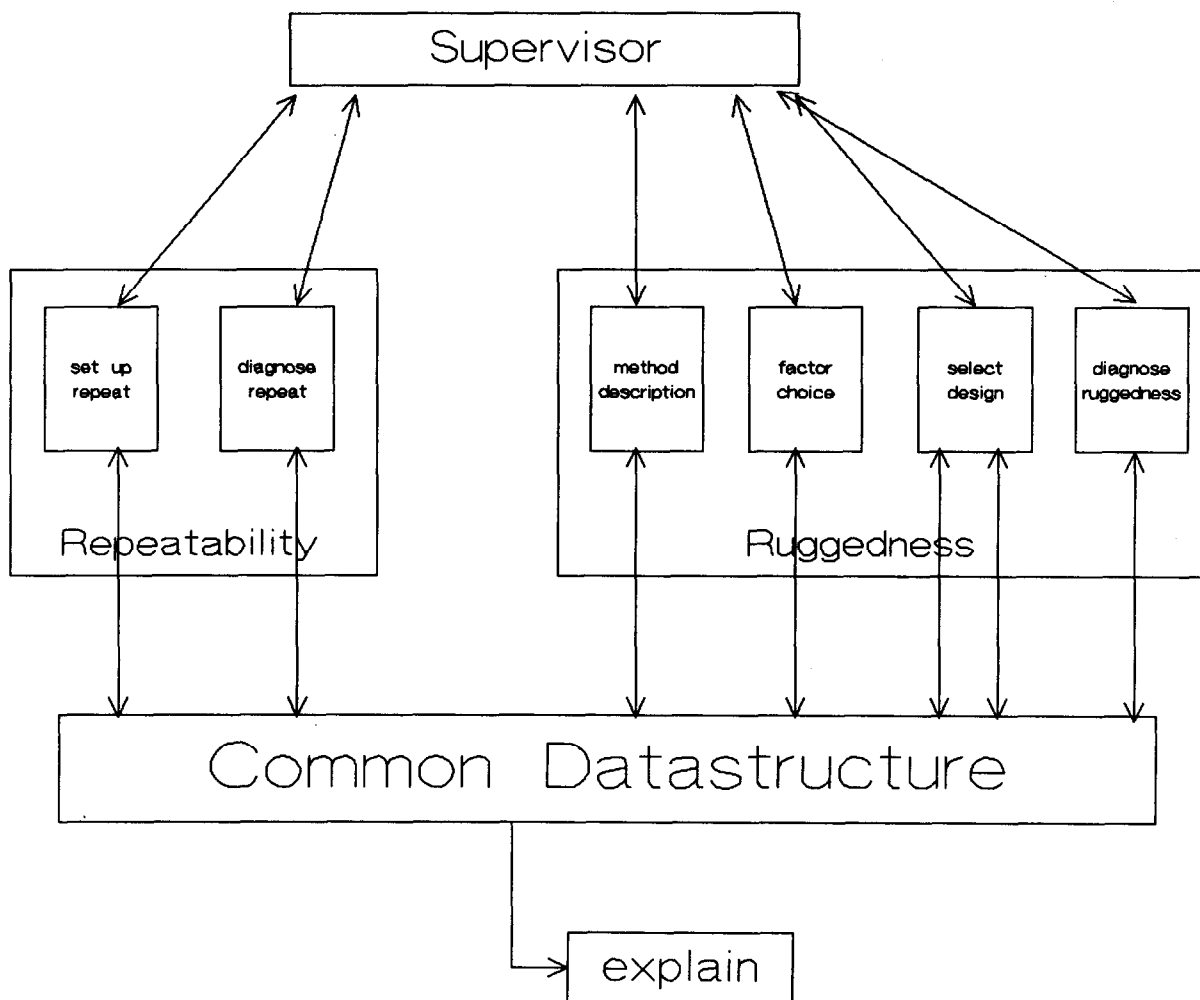 Supervisor
set up
repeat
diagnose
repeat
method
description
factor
choice
select
design
diagnose
ruggedness
Repeatability
Ruggedness
Common Datastructure
explain